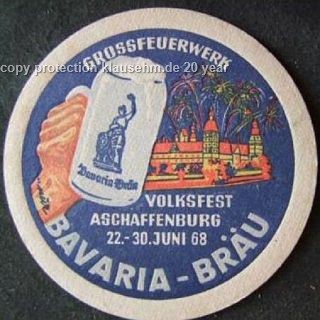 GROSSFEUERWERK
copy protection klausehm.de 20 year
Bavaria-Bräu
VOLKSFEST
ASCHAFFENBURG
22.-30. JUNI 68
BAVARIA-BRÄU